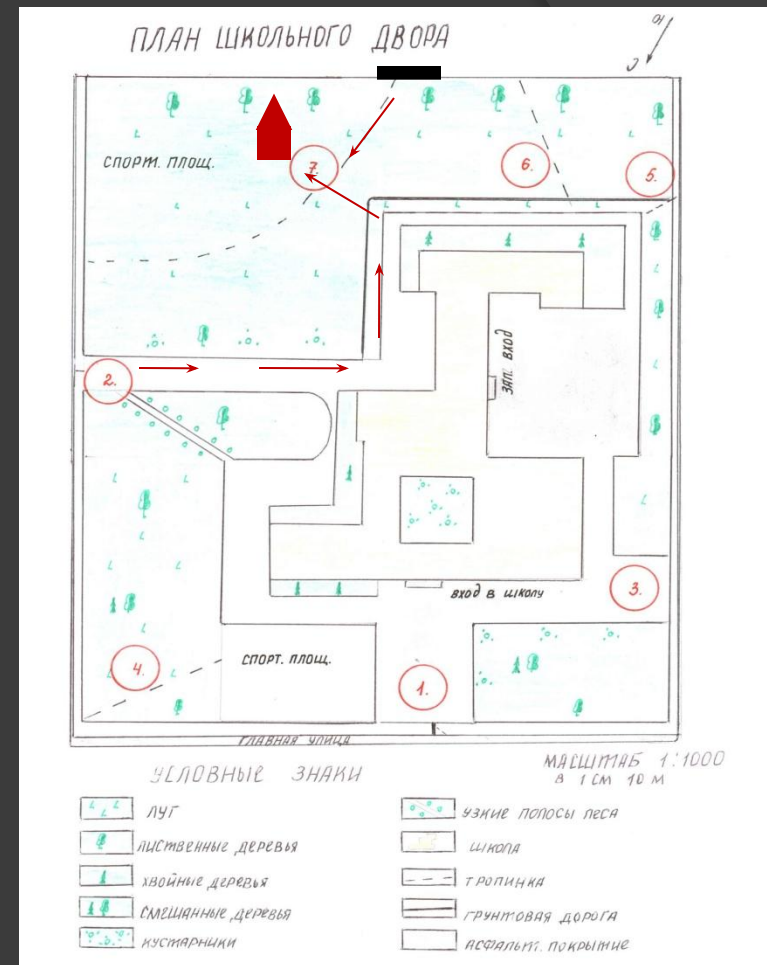 ПЛАН ШКОЛЬНОГО ДВОРА
Ю
С
СПОРТ. ПЛОЩ.
7.
6.
5.
2.
ЗАП. ВХОД
3.
ВХОД В ШКОЛУ
4.
СПОРТ. ПЛОЩ.
1.
ГЛАВНАЯ УЛИЦА
МАСШТАБ 1:1000
В 1 СМ 10 М
УСЛОВНЫЕ ЗНАКИ
ЛУГ
ЛИСТВЕННЫЕ ДЕРЕВЬЯ
ХВОЙНЫЕ ДЕРЕВЬЯ
СМЕШАННЫЕ ДЕРЕВЬЯ
КУСТАРНИКИ
УЗКИЕ ПОЛОСЫ ЛЕСА
ШКОЛА
ТРОПИНКА
ГРУНТОВАЯ ДОРОГА
АСФАЛЬТ. ПОКРЫТИЕ